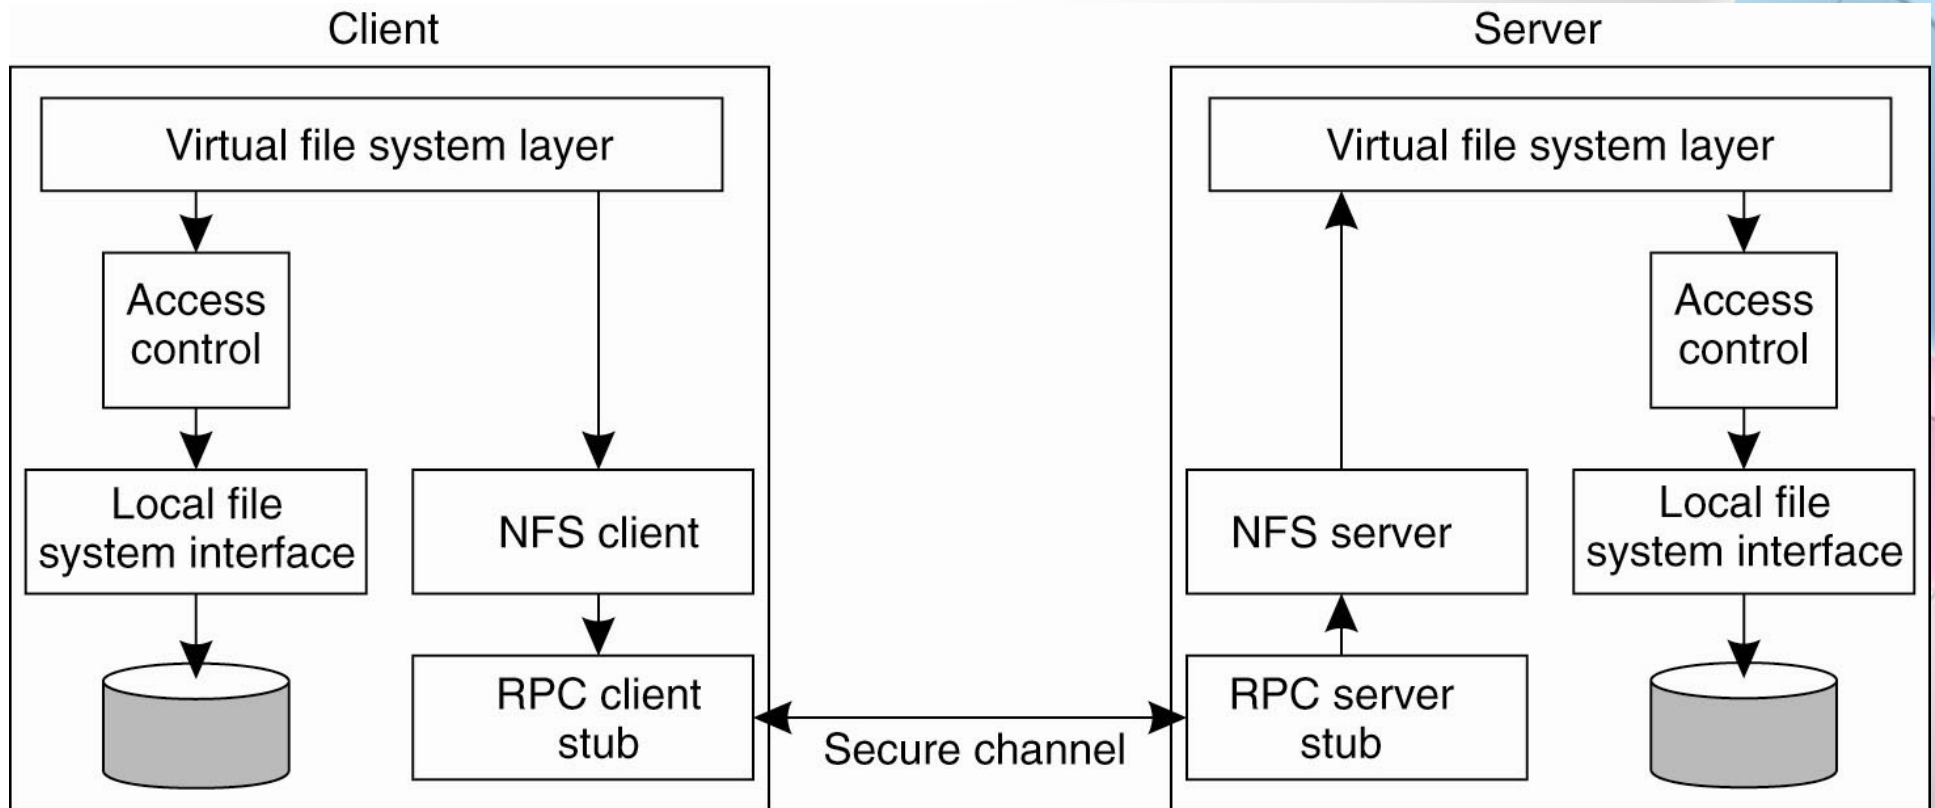 Client
Server
Virtual file system layer
Virtual file system layer
Access
control
Access
control
Local file
system interface
NFS client
NFS server
Local file
system interface
RPC client
stub
Secure channel
RPC server
stub